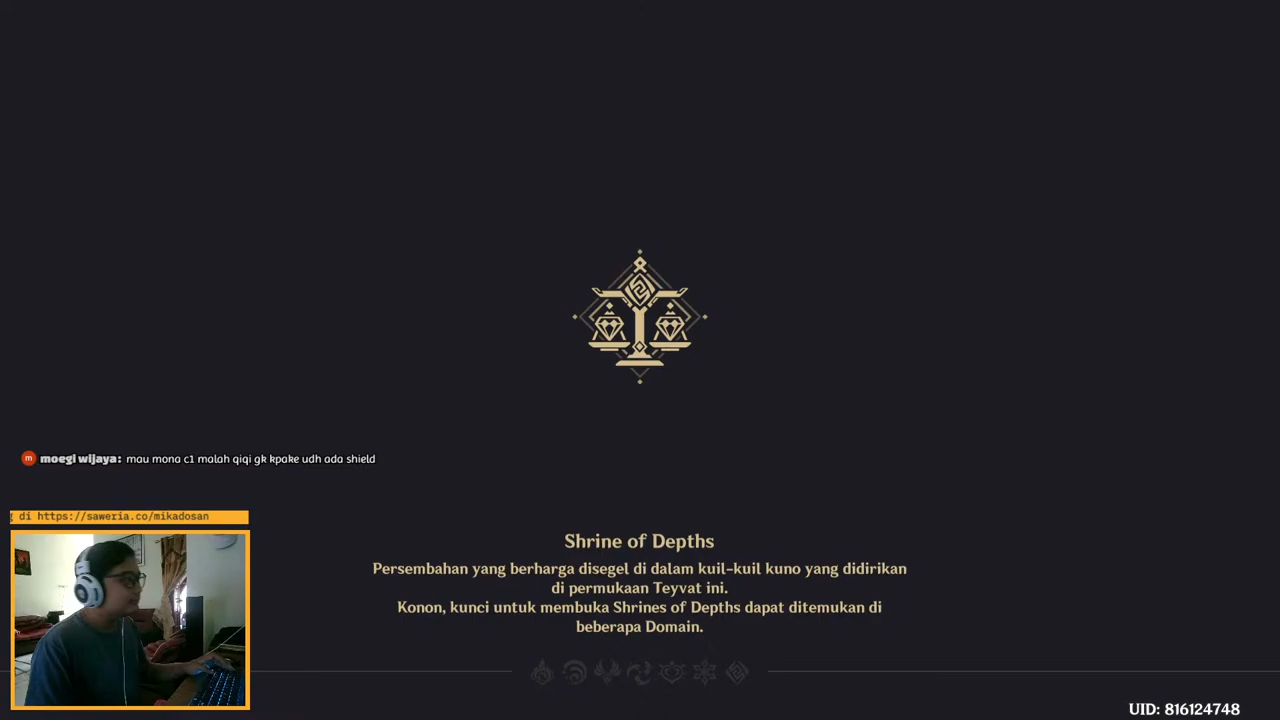 moegi wijaya: mau mona c1 malah qiqi gk kpake udh ada shield
di https://saweria.co/mikadosan
Shrine of Depths
Persembahan yang berharga disegel di dalam kuil-kuil kuno yang didirikan
di permukaan Teyvat ini.
Konon, kunci untuk membuka Shrines of Depths dapat ditemukan di
beberapa Domain.
UID: 816124748